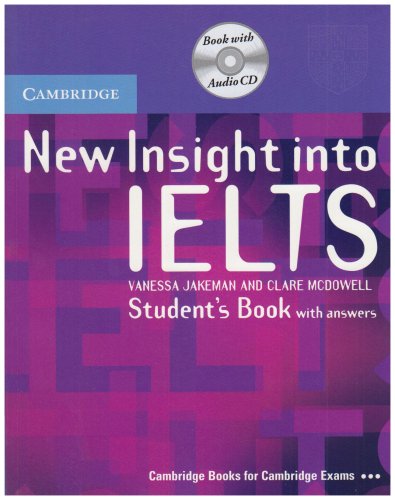 Book with
Audio CD
CAMBRIDGE
New Insight into
IELTS
VANESSA JAKEMAN AND CLARE MCDOWELL
Student's Book with answers
Cambridge Books for Cambridge Exams •••